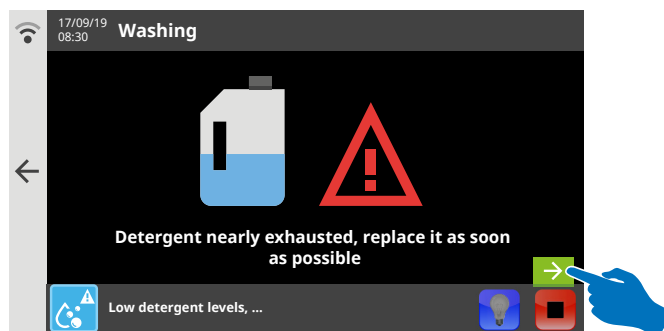 17/09/19
08:30
Washing
Detergent nearly exhausted, replace it as soon
as possible
Low detergent levels, ...